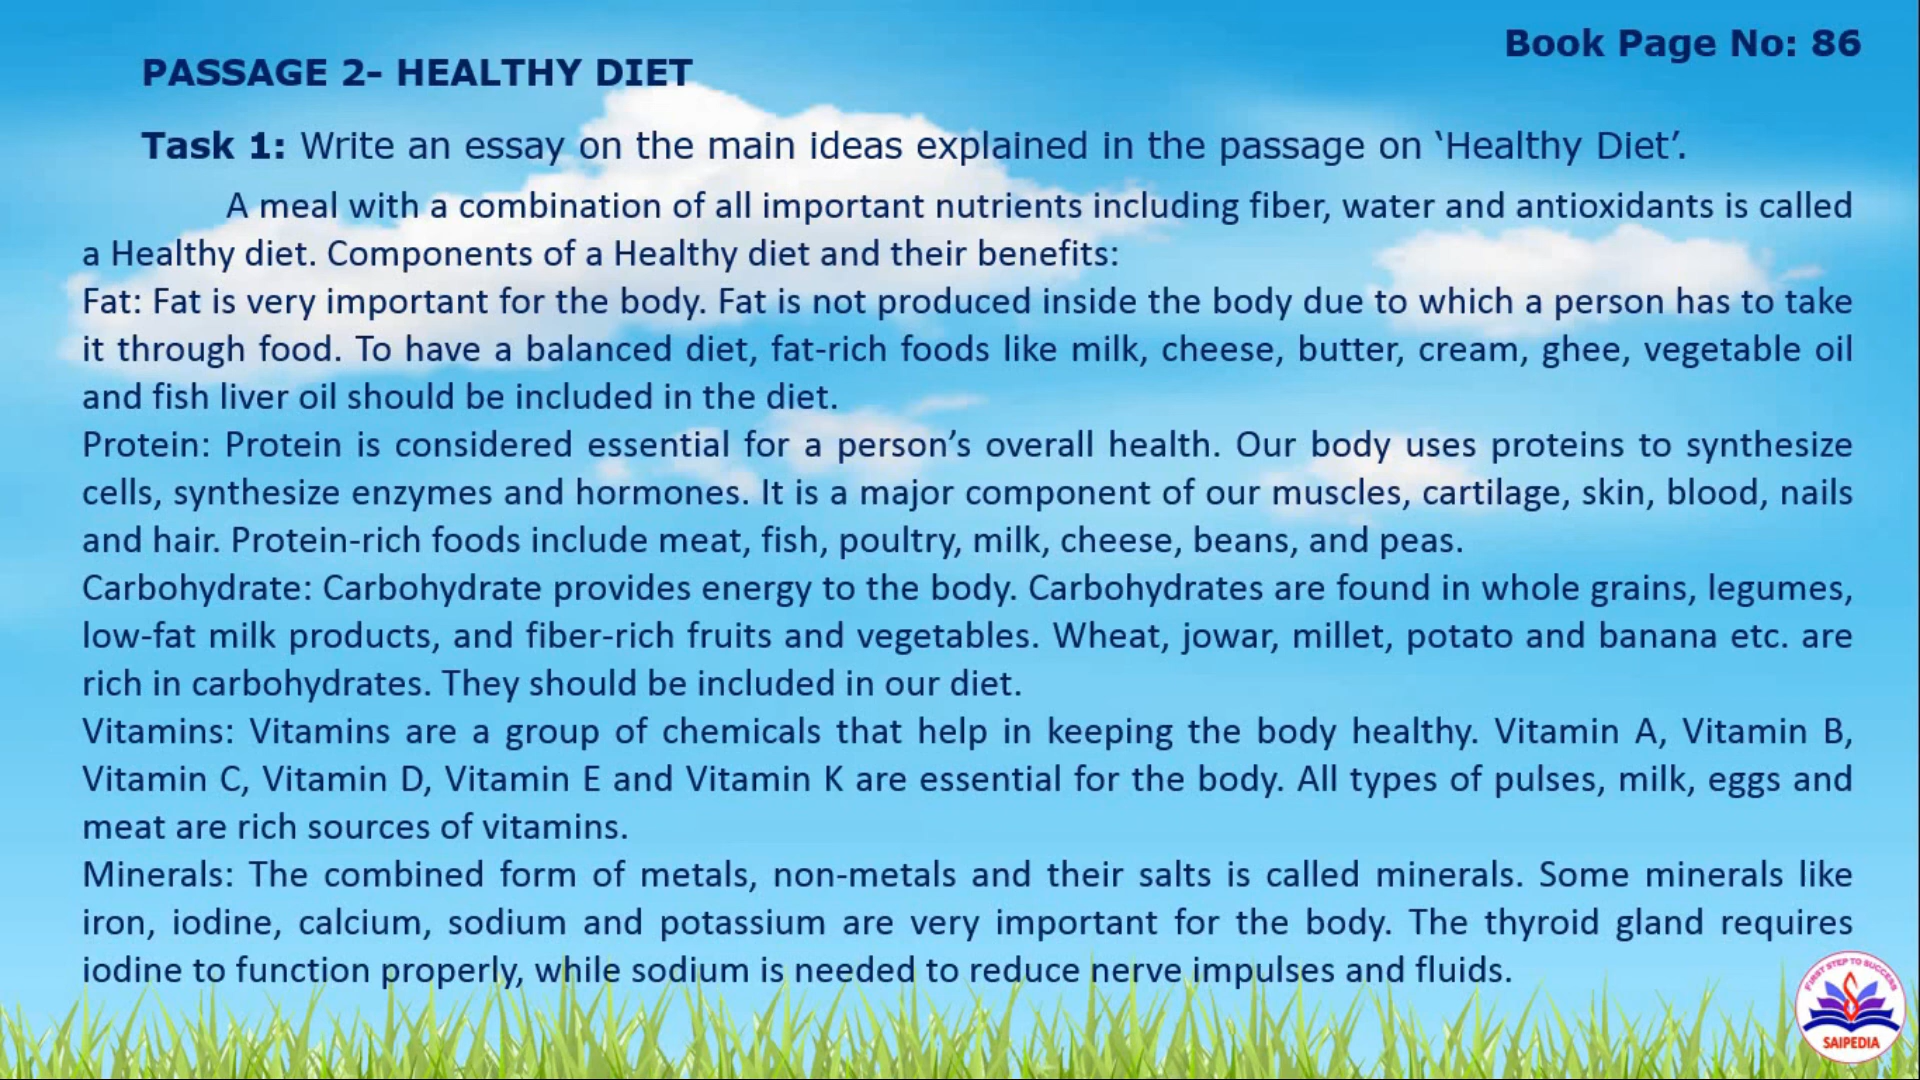 Book Page No: 86
PASSAGE 2- HEALTHY DIET
Task 1: Write an essay on the main ideas explained in the passage on ‘Healthy Diet’.
A meal with a combination of all important nutrients including fiber, water and antioxidants is called
a Healthy diet. Components of a Healthy diet and their benefits:
Fat: Fat is very important for the body. Fat is not produced inside the body due to which a person has to take
it through food. To have a balanced diet, fat-rich foods like milk, cheese, butter, cream, ghee, vegetable oil
and fish liver oil should be included in the diet.
Protein: Protein is considered essential for a person’s overall health. Our body uses proteins to synthesize
cells, synthesize enzymes and hormones. It is a major component of our muscles, cartilage, skin, blood, nails
and hair. Protein-rich foods include meat, fish, poultry, milk, cheese, beans, and peas.
Carbohydrate: Carbohydrate provides energy to the body. Carbohydrates are found in whole grains, legumes,
low-fat milk products, and fiber-rich fruits and vegetables. Wheat, jowar, millet, potato and banana etc. are
rich in carbohydrates. They should be included in our diet.
Vitamins: Vitamins are a group of chemicals that help in keeping the body healthy. Vitamin A, Vitamin B,
Vitamin C, Vitamin D, Vitamin E and Vitamin K are essential for the body. All types of pulses, milk, eggs and
meat are rich sources of vitamins.
Minerals: The combined form of metals, non-metals and their salts is called minerals. Some minerals like
iron, iodine, calcium, sodium and potassium are very important for the body. The thyroid gland requires
iodine to function properly, while sodium is needed to reduce nerve impulses and fluids.
FIRST STEP TO SUCCESS
SAIPEDIA